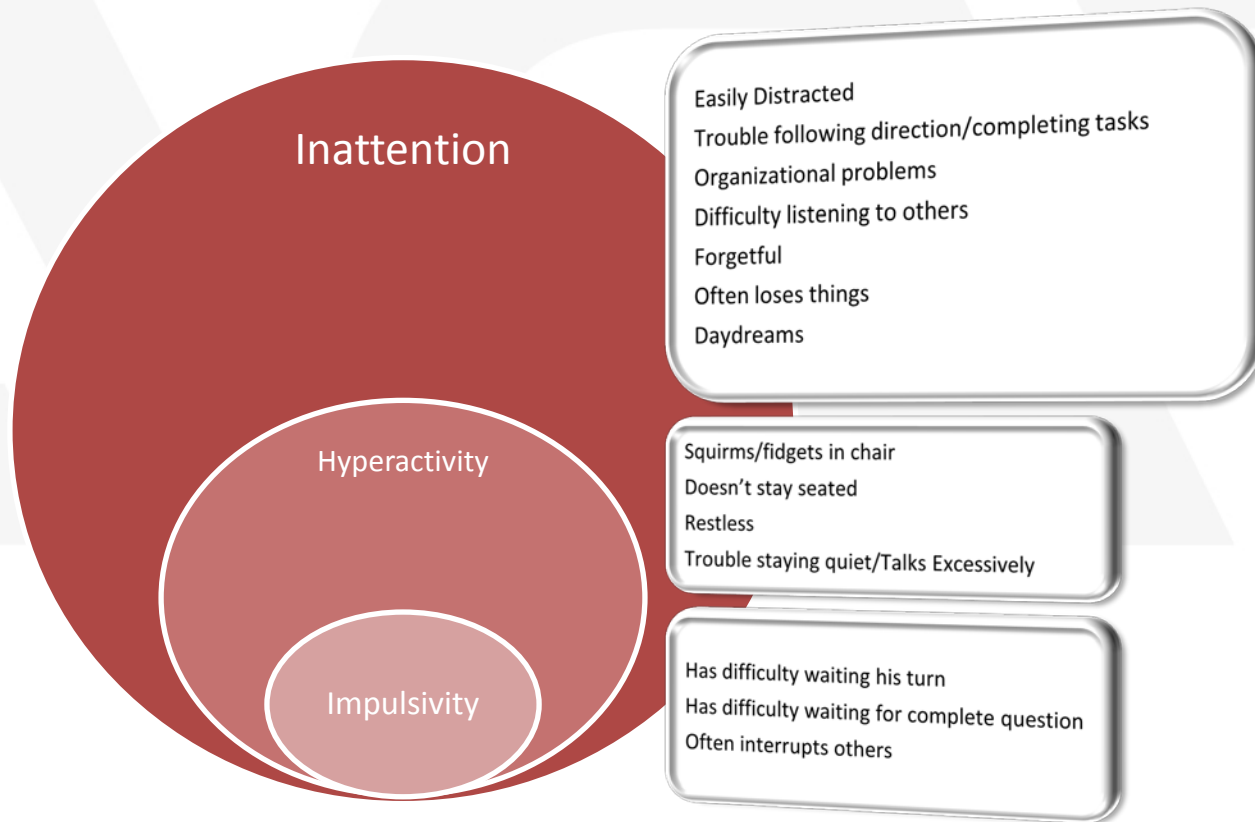 Inattention
Easily Distracted
Trouble following direction/completing tasks
Organizational problems
Difficulty listening to others
Forgetful
Often loses things
Daydreams
Hyperactivity
Squirms/fidgets in chair
Doesn't stay seated
Restless
Trouble staying quiet/Talks Excessively
Impulsivity
Has difficulty waiting his turn
Has difficulty waiting for complete question
Often interrupts others